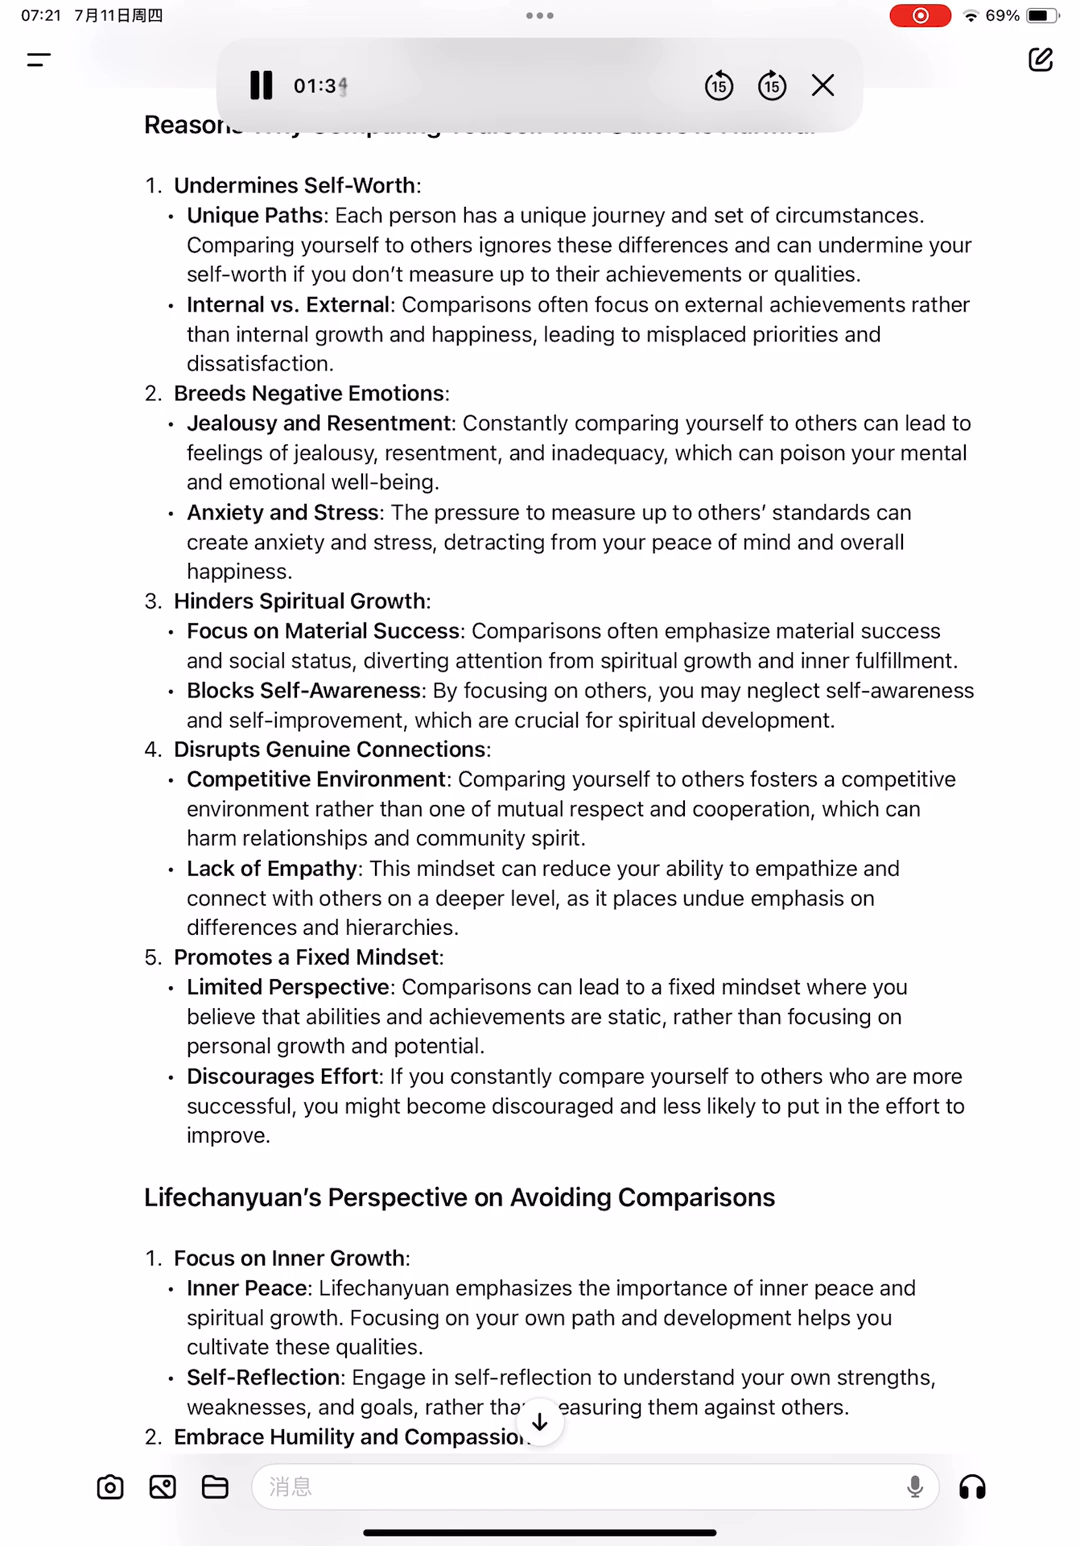 07:21 7月11日周四
69%
01:34
15 15
Reasons Why Comparing Yourself with Others is Harmful
1. Undermines Self-Worth:
• Unique Paths: Each person has a unique journey and set of circumstances.
Comparing yourself to others ignores these differences and can undermine your
self-worth if you don’t measure up to their achievements or qualities.
• Internal vs. External: Comparisons often focus on external achievements rather
than internal growth and happiness, leading to misplaced priorities and
dissatisfaction.
2. Breeds Negative Emotions:
• Jealousy and Resentment: Constantly comparing yourself to others can lead to
feelings of jealousy, resentment, and inadequacy, which can poison your mental
and emotional well-being.
• Anxiety and Stress: The pressure to measure up to others’ standards can
create anxiety and stress, detracting from your peace of mind and overall
happiness.
3. Hinders Spiritual Growth:
• Focus on Material Success: Comparisons often emphasize material success
and social status, diverting attention from spiritual growth and inner fulfillment.
• Blocks Self-Awareness: By focusing on others, you may neglect self-awareness
and self-improvement, which are crucial for spiritual development.
4. Disrupts Genuine Connections:
• Competitive Environment: Comparing yourself to others fosters a competitive
environment rather than one of mutual respect and cooperation, which can
harm relationships and community spirit.
• Lack of Empathy: This mindset can reduce your ability to empathize and
connect with others on a deeper level, as it places undue emphasis on
differences and hierarchies.
5. Promotes a Fixed Mindset:
• Limited Perspective: Comparisons can lead to a fixed mindset where you
believe that abilities and achievements are static, rather than focusing on
personal growth and potential.
• Discourages Effort: If you constantly compare yourself to others who are more
successful, you might become discouraged and less likely to put in the effort to
improve.
Lifechanyuan’s Perspective on Avoiding Comparisons
1. Focus on Inner Growth:
• Inner Peace: Lifechanyuan emphasizes the importance of inner peace and
spiritual growth. Focusing on your own path and development helps you
cultivate these qualities.
• Self-Reflection: Engage in self-reflection to understand your own strengths,
weaknesses, and goals, rather than measuring them against others.
2. Embrace Humility and Compassion
消息